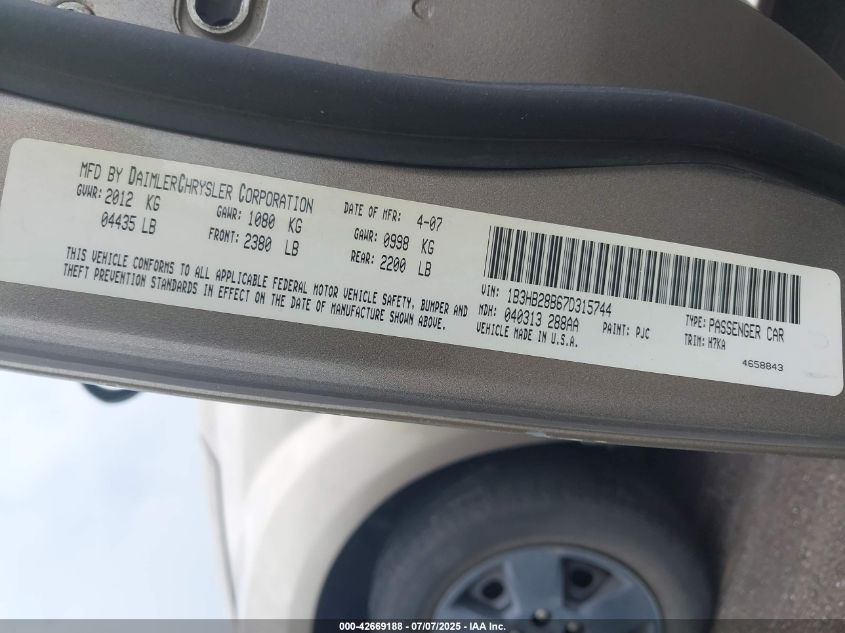 MFD BY DAIMLERCHRYSLER CORPORATION
DATE OF MFR: 4-07
GVWR: 2012 KG
04435 LB
GAWR: 1080 KG
FRONT: 2380 LB
GAWR: 0998 KG
REAR: 2200 LB
THIS VEHICLE CONFORMS TO ALL APPLICABLE FEDERAL MOTOR VEHICLE SAFETY, BUMPER AND
THEFT PREVENTION STANDARDS IN EFFECT ON THE DATE OF MANUFACTURE SHOWN ABOVE.
VIN: 1B3HB28B67D315744
TYPE: PASSENGER CAR
MDH: 040313 288AA
PAINT: PJC
TRIM: H7KA
VEHICLE MADE IN U.S.A.
4658843
000-42669188 - 07/07/2025 - IAA Inc.